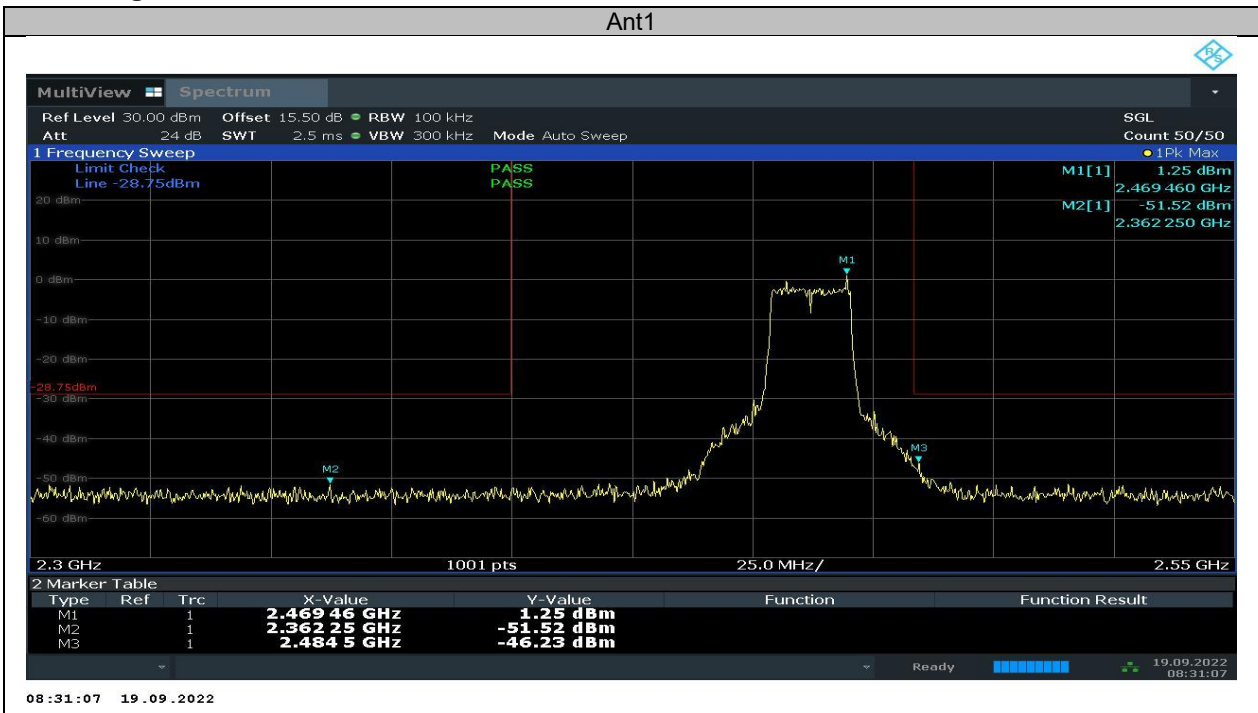 Ant1
R&S
MultiView Spectrum
Ref Level 30.00 dBm Offset 15.50 dB RBW 100 kHz SGL
Att 24 dB SWT 2.5 ms VBW 300 kHz Mode Auto Sweep Count 50/50
1 Frequency Sweep 1Pk Max
Limit Check PASS M1[1] 1.25 dBm
Line -28.75dBm PASS 2.469 460 GHz
20 dBm M2[1] -51.52 dBm
2.362 250 GHz
10 dBm
M1
0 dBm
-10 dBm
-20 dBm
-28.75dBm
-30 dBm
-40 dBm
M3
M2
-50 dBm
-60 dBm
2.3 GHz 1001 pts 25.0 MHz/ 2.55 GHz
2 Marker Table
Type Ref Trc X-Value Y-Value Function Function Result
M1 1 2.469 46 GHz 1.25 dBm
M2 1 2.362 25 GHz -51.52 dBm
M3 1 2.484 5 GHz -46.23 dBm
Ready 19.09.2022
08:31:07
08:31:07 19.09.2022